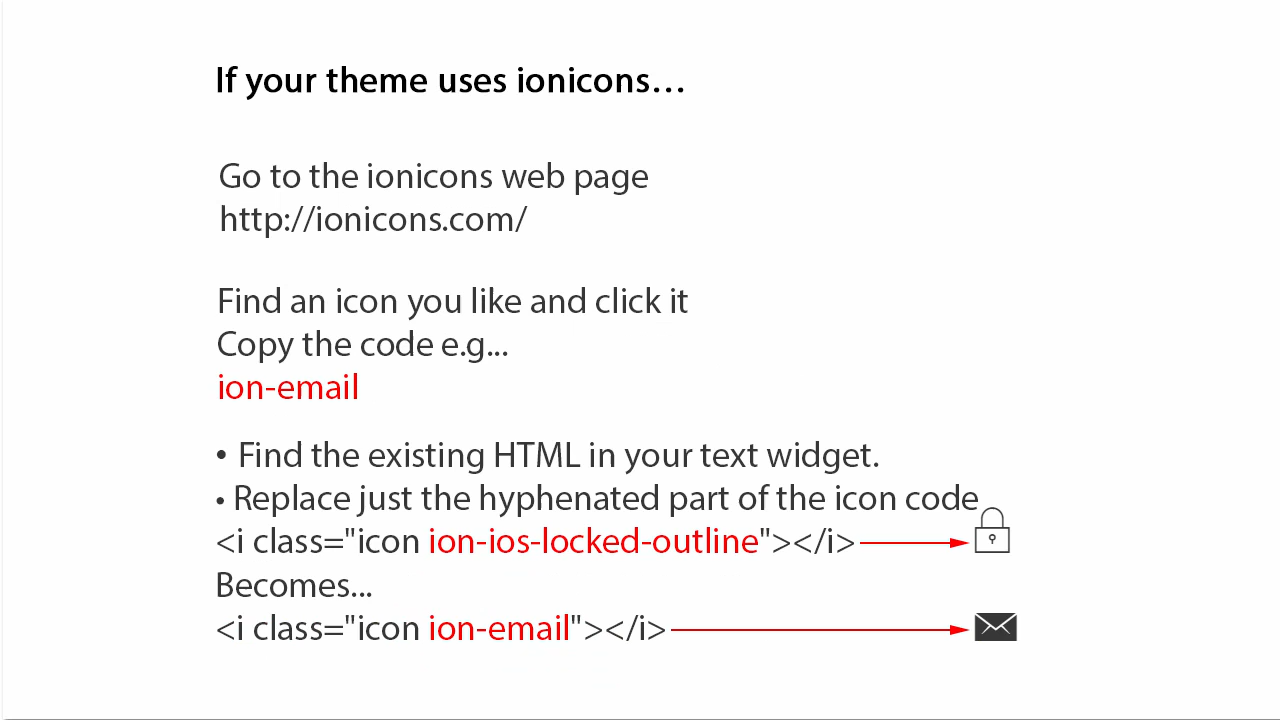 If your theme uses ionicons…
Go to the ionicons web page
http://ionicons.com/
Find an icon you like and click it
Copy the code e.g...
ion-email
• Find the existing HTML in your text widget.
• Replace just the hyphenated part of the icon code
<i class="icon ion-ios-locked-outline"></i>
Becomes...
<i class="icon ion-email"></i>